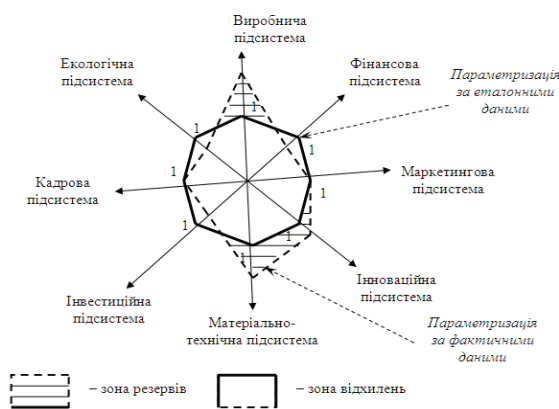 Виробнича
підсистема
Екологічна
підсистема
Фінансова
підсистема
Параметризація
за еталонними
даними
1
1
1
1
Кадрова
підсистема
Маркетингова
підсистема
1
1
1
1
Інноваційна
підсистема
Інвестиційна
підсистема
Матеріально-
технічна підсистема
Параметризація
за фактичними
даними
– зона резервів
– зона відхилень